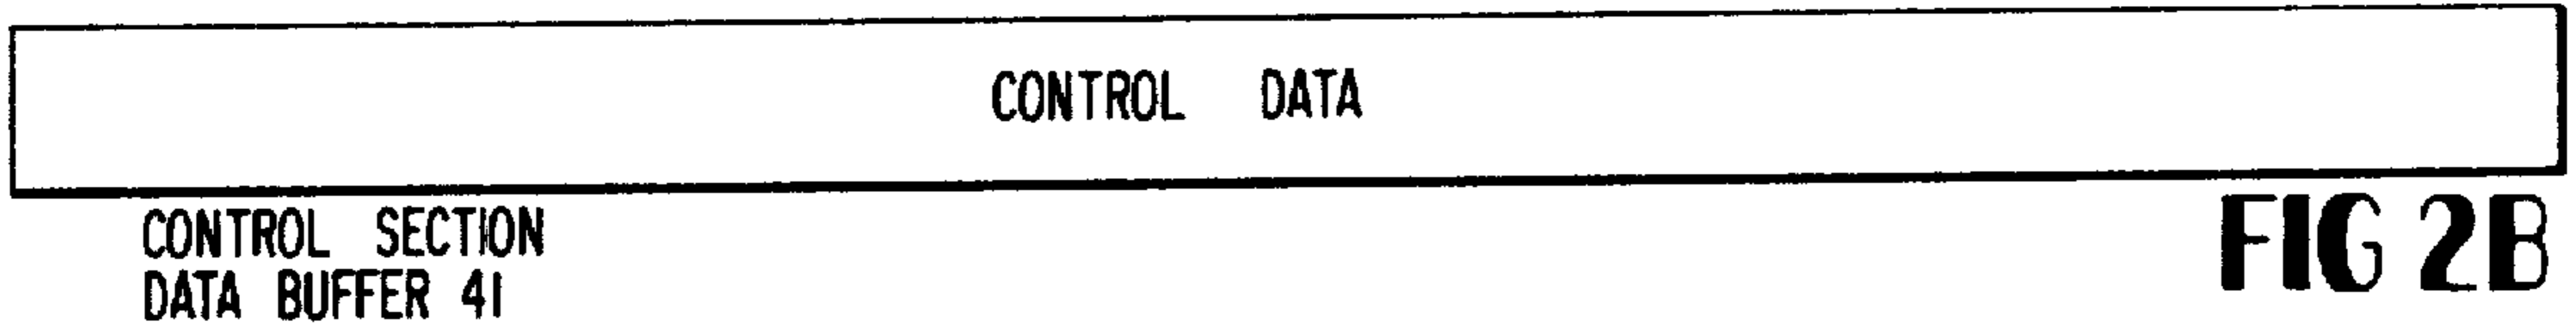 CONTROL DATA
CONTROL SECTION
DATA BUFFER 41
FIG 2B